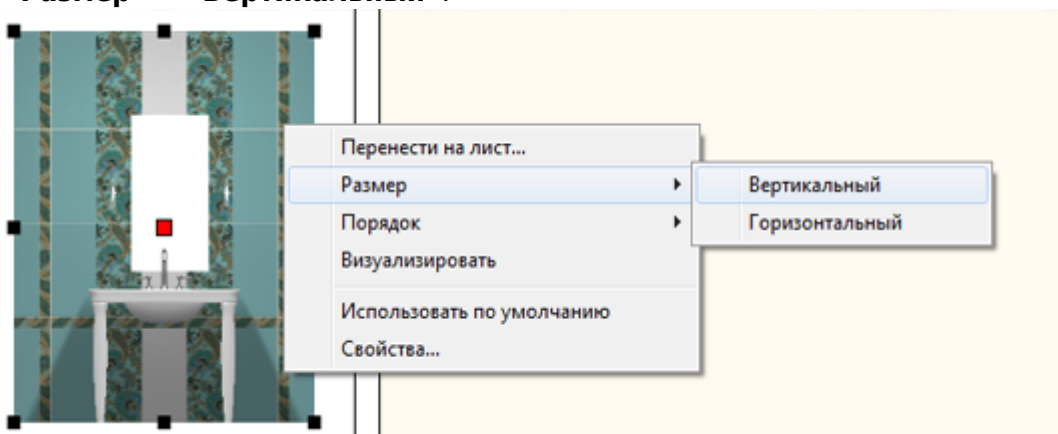 Перенести на лист...
Размер
Вертикальный
Порядок
Горизонтальный
Визуализировать
Использовать по умолчанию
Свойства...